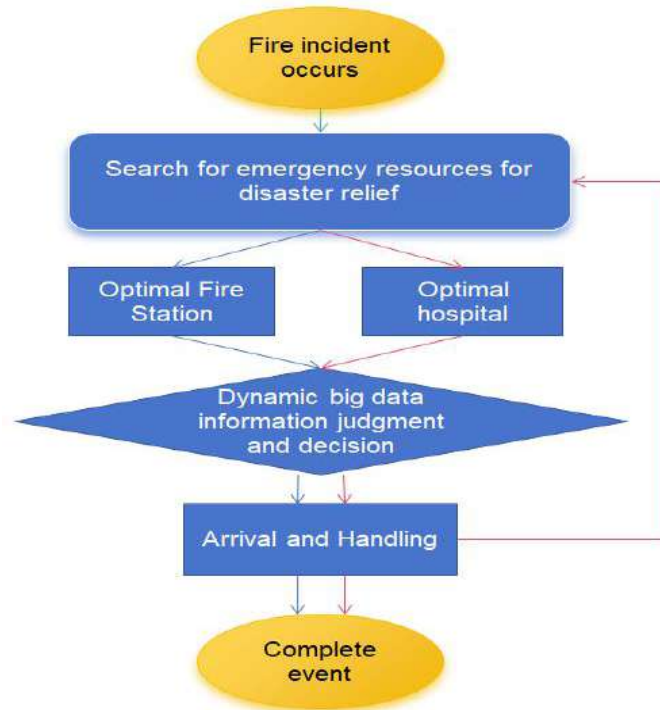 Fire incident
occurs
Search for emergency resources for
disaster relief
Optimal Fire
Station
Optimal
hospital
Dynamic big data
information judgment
and decision
Arrival and Handling
Complete
event